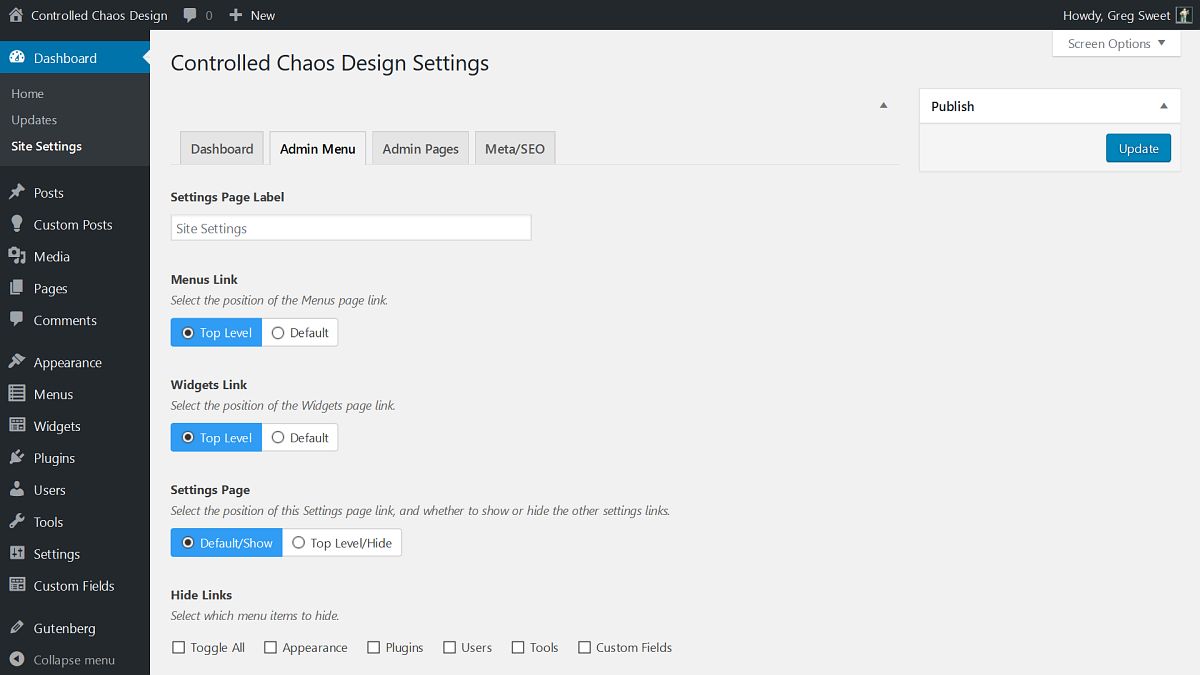 Controlled Chaos Design 0 New Howdy, Greg Sweet
Screen Options
Dashboard
Home
Updates
Site Settings
Posts
Custom Posts
Media
Pages
Comments
Appearance
Menus
Widgets
Plugins
Users
Tools
Settings
Custom Fields
Gutenberg
Collapse menu
Controlled Chaos Design Settings
Dashboard Admin Menu Admin Pages Meta/SEO
Settings Page Label
Site Settings
Menus Link
Select the position of the Menus page link.
Top Level Default
Widgets Link
Select the position of the Widgets page link.
Top Level Default
Settings Page
Select the position of this Settings page link, and whether to show or hide the other settings links.
Default/Show Top Level/Hide
Hide Links
Select which menu items to hide.
Toggle All Appearance Plugins Users Tools Custom Fields
Publish
Update